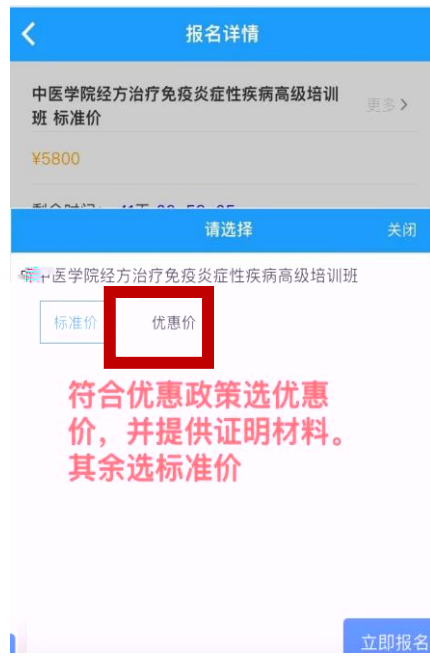 报名详情
中医学院经方治疗免疫炎症性疾病高级培训
班 标准价
更多
¥5800
请选择
关闭
医学院经方治疗免疫炎症性疾病高级培训班
标准价
优惠价
符合优惠政策选优惠
价，并提供证明材料。
其余选标准价
立即报名